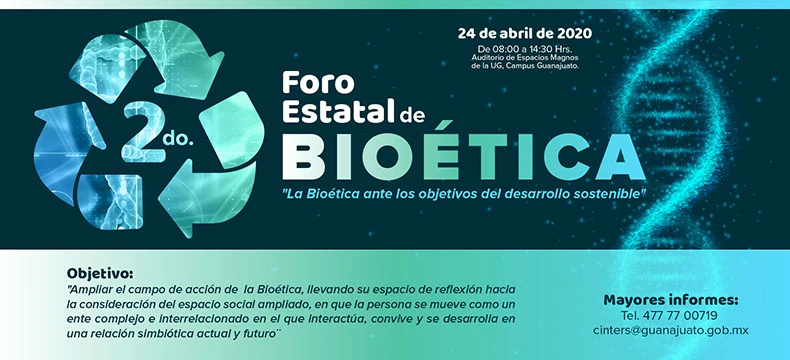 24 de abril de 2020
De 08:00 a 14:30 Hrs.
Auditorio de Espacios Magnos
de la UG, Campus Guanajuato.
2do.
Foro
Estatal de
BIOÉTICA
"La Bioética ante los objetivos del desarrollo sostenible"
Objetivo:
"Ampliar el campo de acción de la Bioética, llevando su espacio de reflexión hacia
la consideración del espacio social ampliado, en que la persona se mueve como un
ente complejo e interrelacionado en el que interactúa, convive y se desarrolla en
una relación simbiótica actual y futuro¨
Mayores informes:
Tel. 477 77 00719
cinters@guanajuato.gob.mx